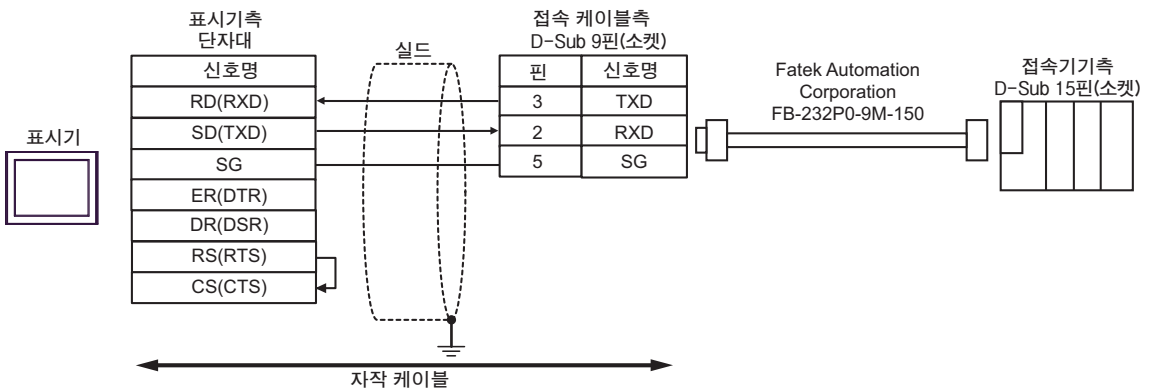 표시기
표시기측
단자대
신호명
RD(RXD)
SD(TXD)
SG
ER(DTR)
DR(DSR)
RS(RTS)
CS(CTS)
실드
접속 케이블측
D-Sub 9핀(소켓)
핀 신호명
3 TXD
2 RXD
5 SG
Fatek Automation
Corporation
FB-232P0-9M-150
접속기기측
D-Sub 15핀(소켓)
자작 케이블